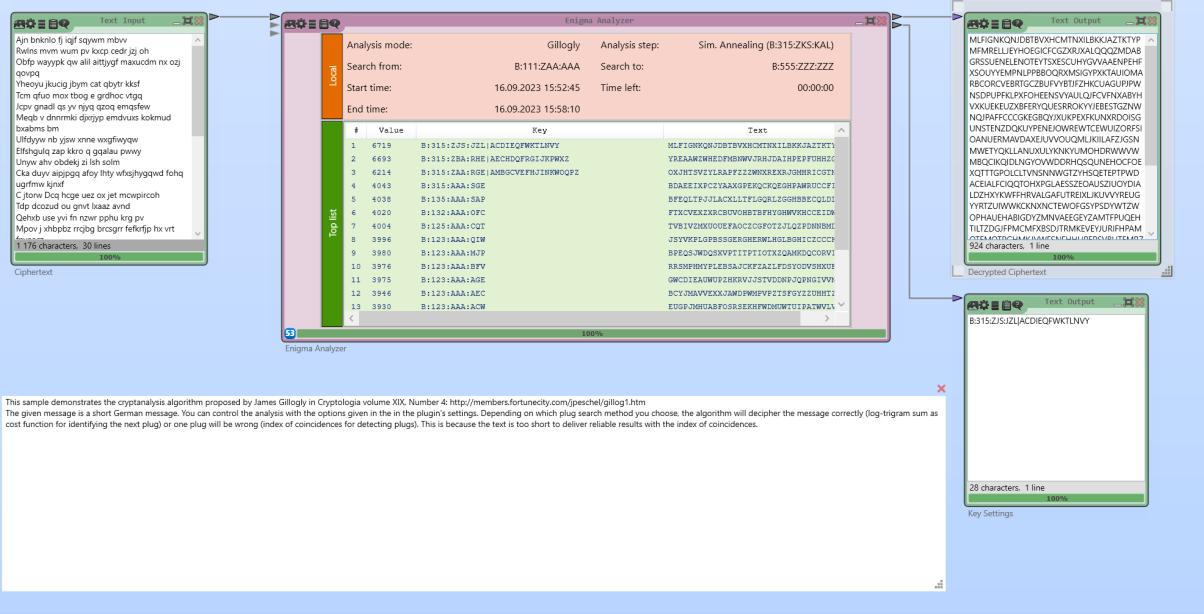 Text Input
Ajn bnknlo fj iqjf sqywm mbvv
Rwlns mvm wum pv kxcp cedr jzj oh
Obfp wayypk qw alil aittjygf maxucdm nx ozj
qovpq
Yheoyu jkucig jbym cat qbytr kksf
Tcm qfuo mox tbog e grdhoc vtgq
Jcpv gnadl qs yv njyq qzoq emqsfew
Meqb v dnnrmki djxrjyp emdvuxs kokmud
bxabms bm
Ulfdyyw nb yjsw xnne wxgfiwyqw
Elfshgulq zap kkro q gqalau pwwy
Unyw ahv obdekj zi lsh solm
Cka duyv aipjpgq afoy lhty wfxsjhygqwd fohq
ugrfmw kjnxf
C jtorw Dcq hcge uez ox jet mcwpircoh
Tdp dcozud ou gnvt lxaaz avnd
Qehxb use yvi fn nzwr pphu krg pv
Mpov j xhbpbz rrcjbg brcsgrr fefkrfjp hx vrt
1 176 characters, 30 lines
100%
Ciphertext
Enigma Analyzer
Local
Analysis mode: Gillogly Analysis step: Sim. Annealing (B:315:ZKS:KAL)
Search from: B:111:ZAA:AAA Search to: B:555:ZZZ:ZZZ
Start time: 16.09.2023 15:52:45 Time left: 00:00:00
End time: 16.09.2023 15:58:10
Top list
# Value Key Text
1 6719 B:315:ZJS:JZL|ACDIEQFWKTLNVY MLFIGNKQNJDBTBVXHCMTNXILBKKJAZTKTY
2 6693 B:315:ZBA:RHE|AECHDQFRGIJKPWXZ YREAAWZWHEDFMBNWVJRHJDAIHPEPFUHHZG
3 6214 B:315:ZAA:RGE|AMBGCVEFHJINKWOQPZ OXJHTSVZYLRAPFZZZWNXREXRJGMHRICGTN
4 4043 B:315:AAA:SGE BDAEEIXPCZYAAXGPEKQCKQEGHPAWRUCCFI
5 4038 B:135:AAA:SAP BFEQLTPJJLACXLLTFLGQRLZGGHBBECQLDI
6 4020 B:132:AAA:OFC FTXCVEXZXRCBUVOHBTBFHYGHWVKHCCEIDW
7 4004 B:125:AAA:CQT TVBIVZMXUOUEFAOCZCGFOTZJLQZPDNNBMD
8 3996 B:123:AAA:QIW JSYVKPLGPBSSGERGHERWLHGLBGHICZCCCH
9 3980 B:123:AAA:MJP BPEQSJWDQSXVPTITPTIOTXZQAMKDQCORVI
10 3976 B:123:AAA:BFV RRSMPHMYPLEBSAJCKFZAZLFDSYODVSHXUF
11 3975 B:123:AAA:AGE GWCDIEAUWUPZHKRVJJSTVDDNPJQPNGIVVN
12 3946 B:123:AAA:AEC BCYJMAVVEXXJAWDPWMPVPZTSFGYZZUHHTZ
13 3930 B:123:AAA:ACW EUGPJMHUABFOSRSEKHFWDMUWTUIPATWVLV
53
100%
Enigma Analyzer
Text Output
MLFIGNKQNJDBTBVXHCMTNXILBKKJAZTKTYP
MFMRELLJEYHOEGICFCGZXRJXALQQQZMDAB
GRSSUENELENOTEYTSXESCUHYGVVAAENPEHF
XSOUYYEMPNLPPBBOQRXMSIGYPXKTAUIOMA
RBCORCVEBRTGCZBUFVYBTJFZHKCUAGUPJPW
NSDPUPFKLPXFOHEENSVYAULQJFCVFNXABYH
VXKUEKEUZXBFERYQUESRROKYYJEBESTGZNW
NQIPAFFCCCGKEGBQYJXUKPEXFKUNXRDOISG
UNSTENZDQKUYPENEJOWREWTCEWUIZORFSI
OANUERMAVDAXEJUVVOUQMLJKIIILAFZJGSN
MWETYQKLLANUXULYKNKYUMOHDRWWVW
MBQCIKQIDLNGYOVWDDRHQSQUNEHOCFOE
XQTTTGPOLCLTVNSNNWGTZYHSQETEPTPWD
ACEIALFCIQQTOHXPGLAESSZEOAUSZIUOYDIA
LDZHXYKWFFHRVALGAFUTREIXLJKUVVYREUG
YYRTZUIWWKCKNXNCTEWOFGSYPSDYWTZW
OPHAUEHABIGDYZMNVAEEGEYZAMTFPUQEH
TILTZDGJFPMCMFXBSDJTRMKEVEYJURIFHPAM
924 characters, 1 line
100%
Decrypted Ciphertext
Text Output
B:315:ZJS:JZL|ACDIEQFWKTLNVY
28 characters, 1 line
100%
Key Settings
This sample demonstrates the cryptanalysis algorithm proposed by James Gillogly in Cryptologia volume XIX, Number 4: http://members.fortunecity.com/jpeschel/gillog1.htm
The given message is a short German message. You can control the analysis with the options given in the in the plugin's settings. Depending on which plug search method you choose, the algorithm will decipher the message correctly (log-trigram sum as
cost function for identifying the next plug) or one plug will be wrong (index of coincidences for detecting plugs). This is because the text is too short to deliver reliable results with the index of coincidences.